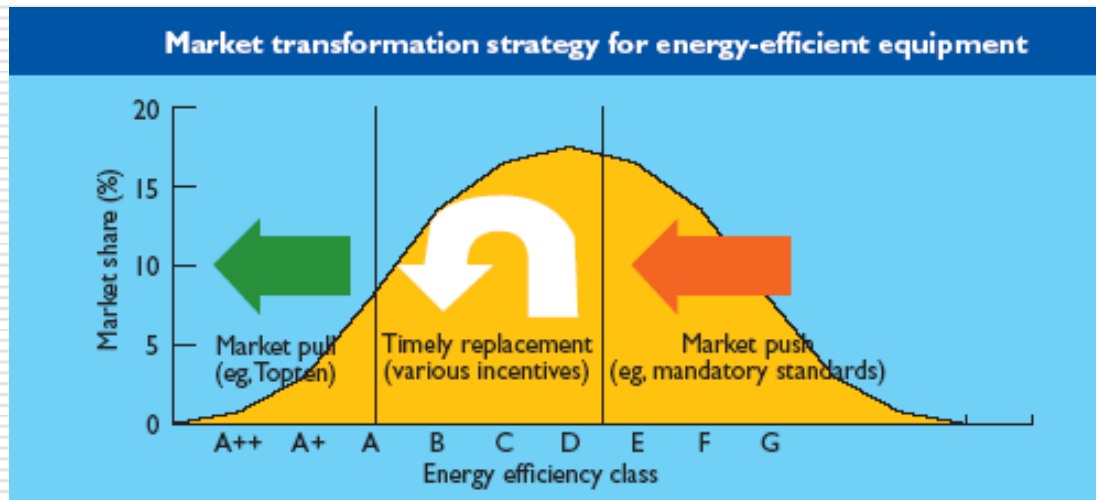 Market transformation strategy for energy-efficient equipment
Market share (%)
20
15
10
5
0
Market pull
(eg, Topten)
Timely replacement
(various incentives)
Market push
(eg, mandatory standards)
A++ A+ A B C D E F G
Energy efficiency class